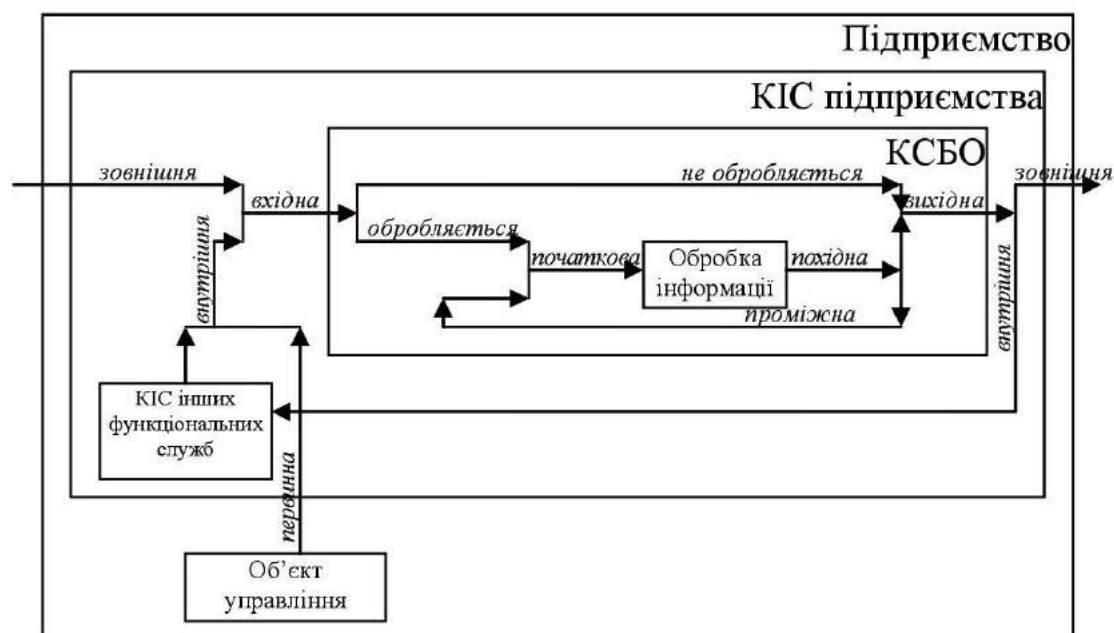 Підприємство
КІС підприємства
КСБО
зовнішня
не обробляється
зовнішня
вхідна
вихідна
обробляється
початкова
Обробка
інформації
похідна
внутрішня
проміжна
внутрішня
КІС інших
функціональних
служб
первинна
Об’єкт
управління